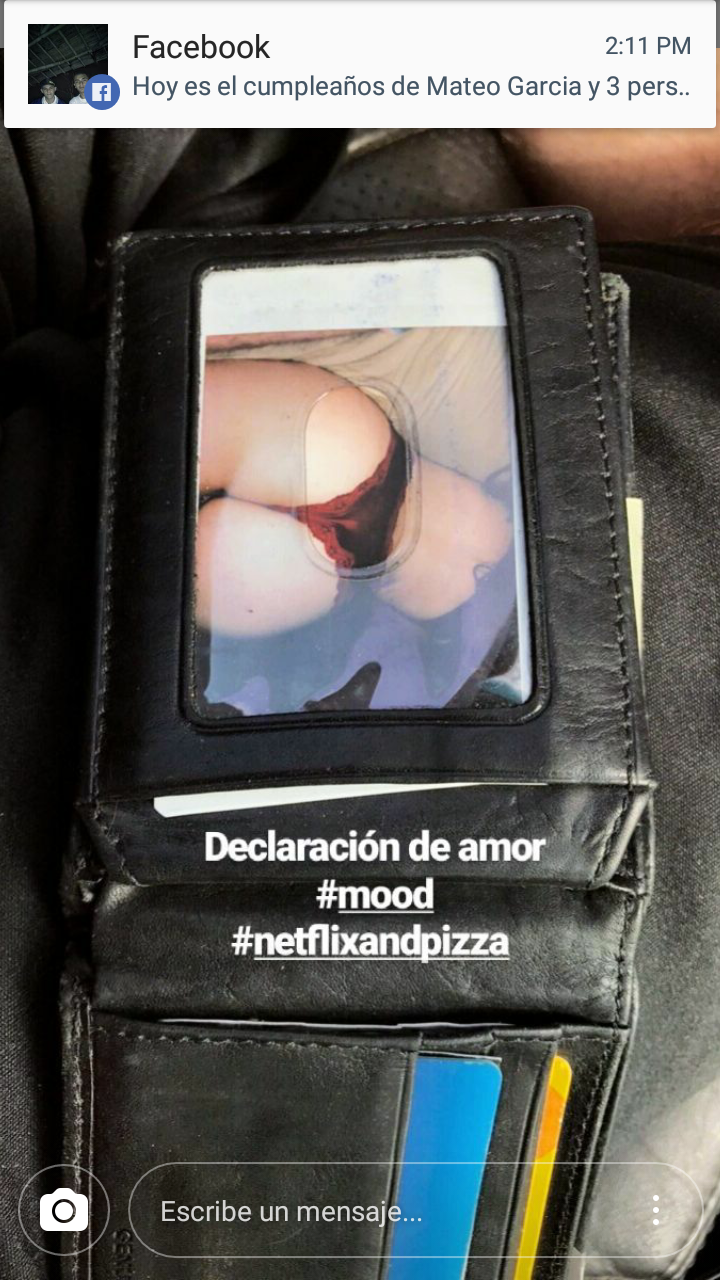 Facebook
2:11 PM
Hoy es el cumpleaños de Mateo Garcia y 3 pers..
Declaración de amor
#mood
#netflixandpizza
Escribe un mensaje...